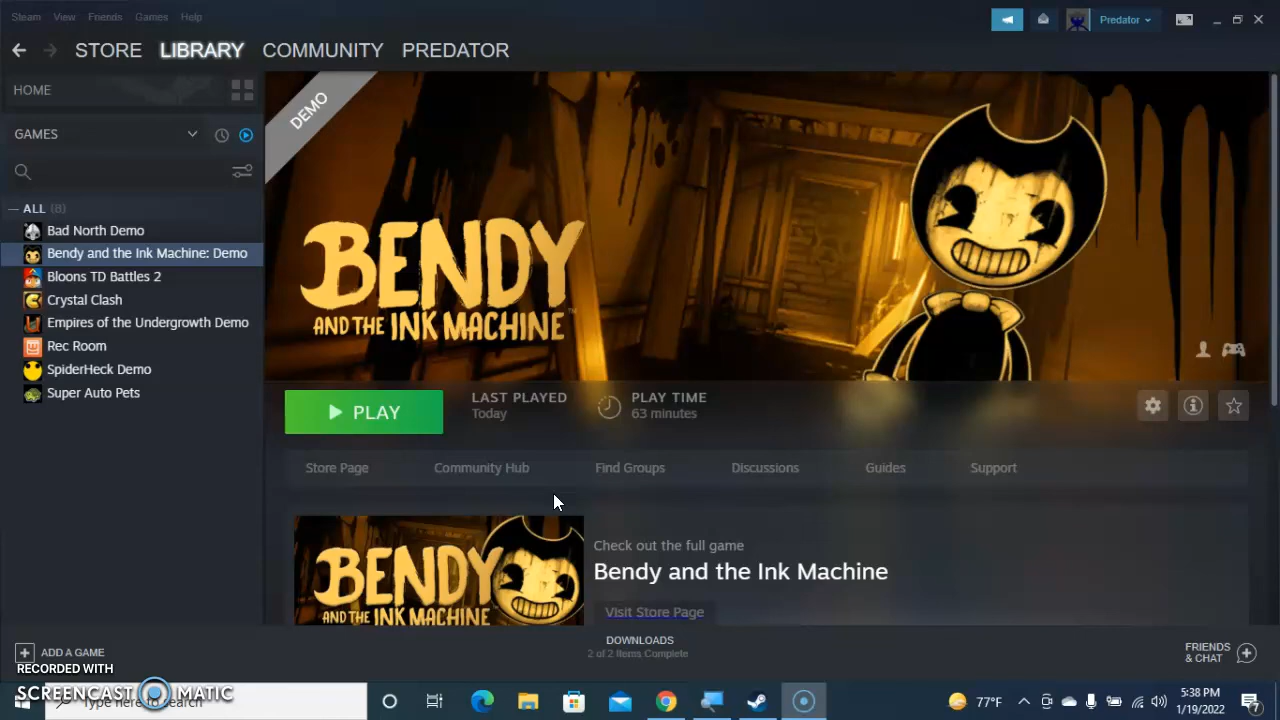 Steam View Friends Games Help
Predator
STORE LIBRARY COMMUNITY PREDATOR
HOME
GAMES
ALL (8)
Bad North Demo
Bendy and the Ink Machine: Demo
Bloons TD Battles 2
Crystal Clash
Empires of the Undergrowth Demo
Rec Room
SpiderHeck Demo
Super Auto Pets
DEMO
BENDY
AND THE INK MACHINE
PLAY
LAST PLAYED
Today
PLAY TIME
63 minutes
Store Page Community Hub Find Groups Discussions Guides Support
BENDY
AND THE INK MACHINE
Check out the full game
Bendy and the Ink Machine
Visit Store Page
ADD A GAME
DOWNLOADS
2 of 2 Items Complete
FRIENDS
& CHAT
RECORDED WITH
SCREENCAST MATIC
Type here to search
77°F
5:38 PM
1/19/2022
7